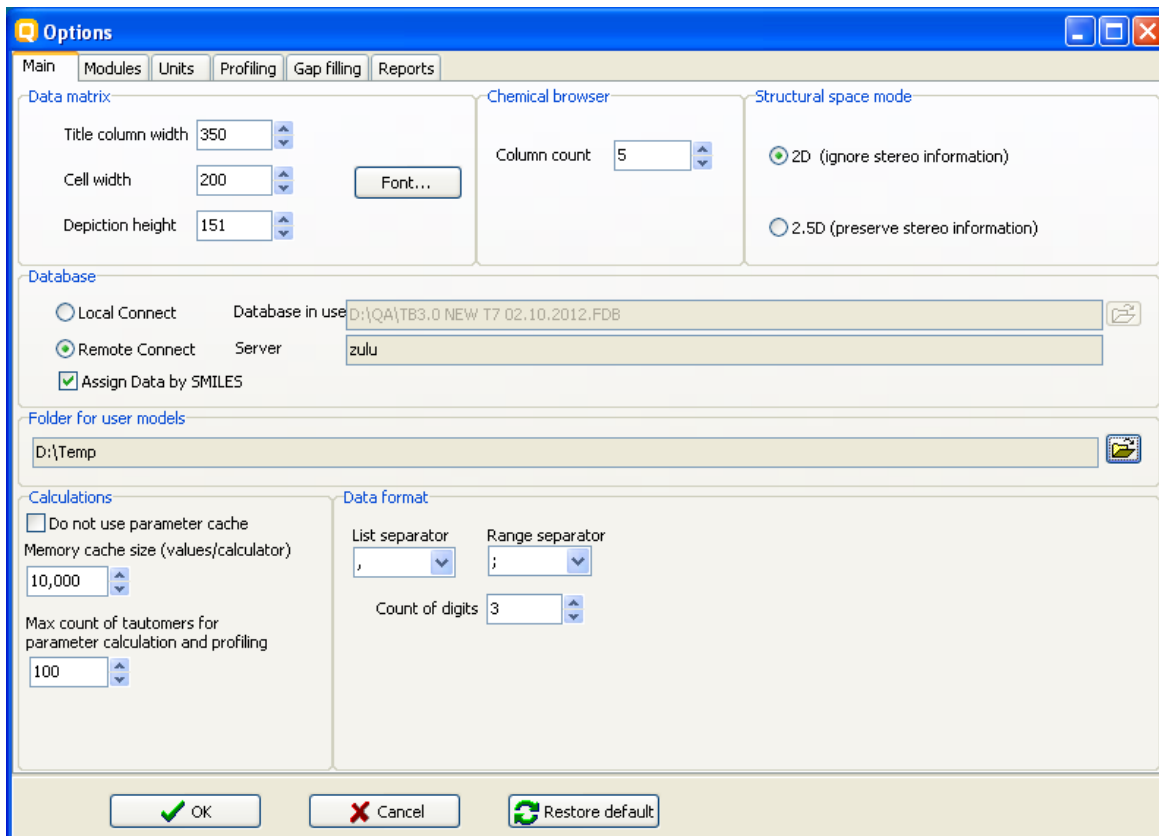 Options
Main Modules Units Profiling Gap filling Reports
Data matrix
Title column width 350
Cell width 200
Font...
Depiction height 151
Chemical browser
Column count 5
Structural space mode
2D (ignore stereo information)
2.5D (preserve stereo information)
Database
Local Connect Database in use D:\QA\TB3.0 NEW T7 02.10.2012.FDB
Remote Connect Server zulu
Assign Data by SMILES
Folder for user models
D:\Temp
Calculations
Do not use parameter cache
Memory cache size (values/calculator)
10,000
Max count of tautomers for
parameter calculation and profiling
100
Data format
List separator Range separator
, ;
Count of digits 3
OK Cancel Restore default